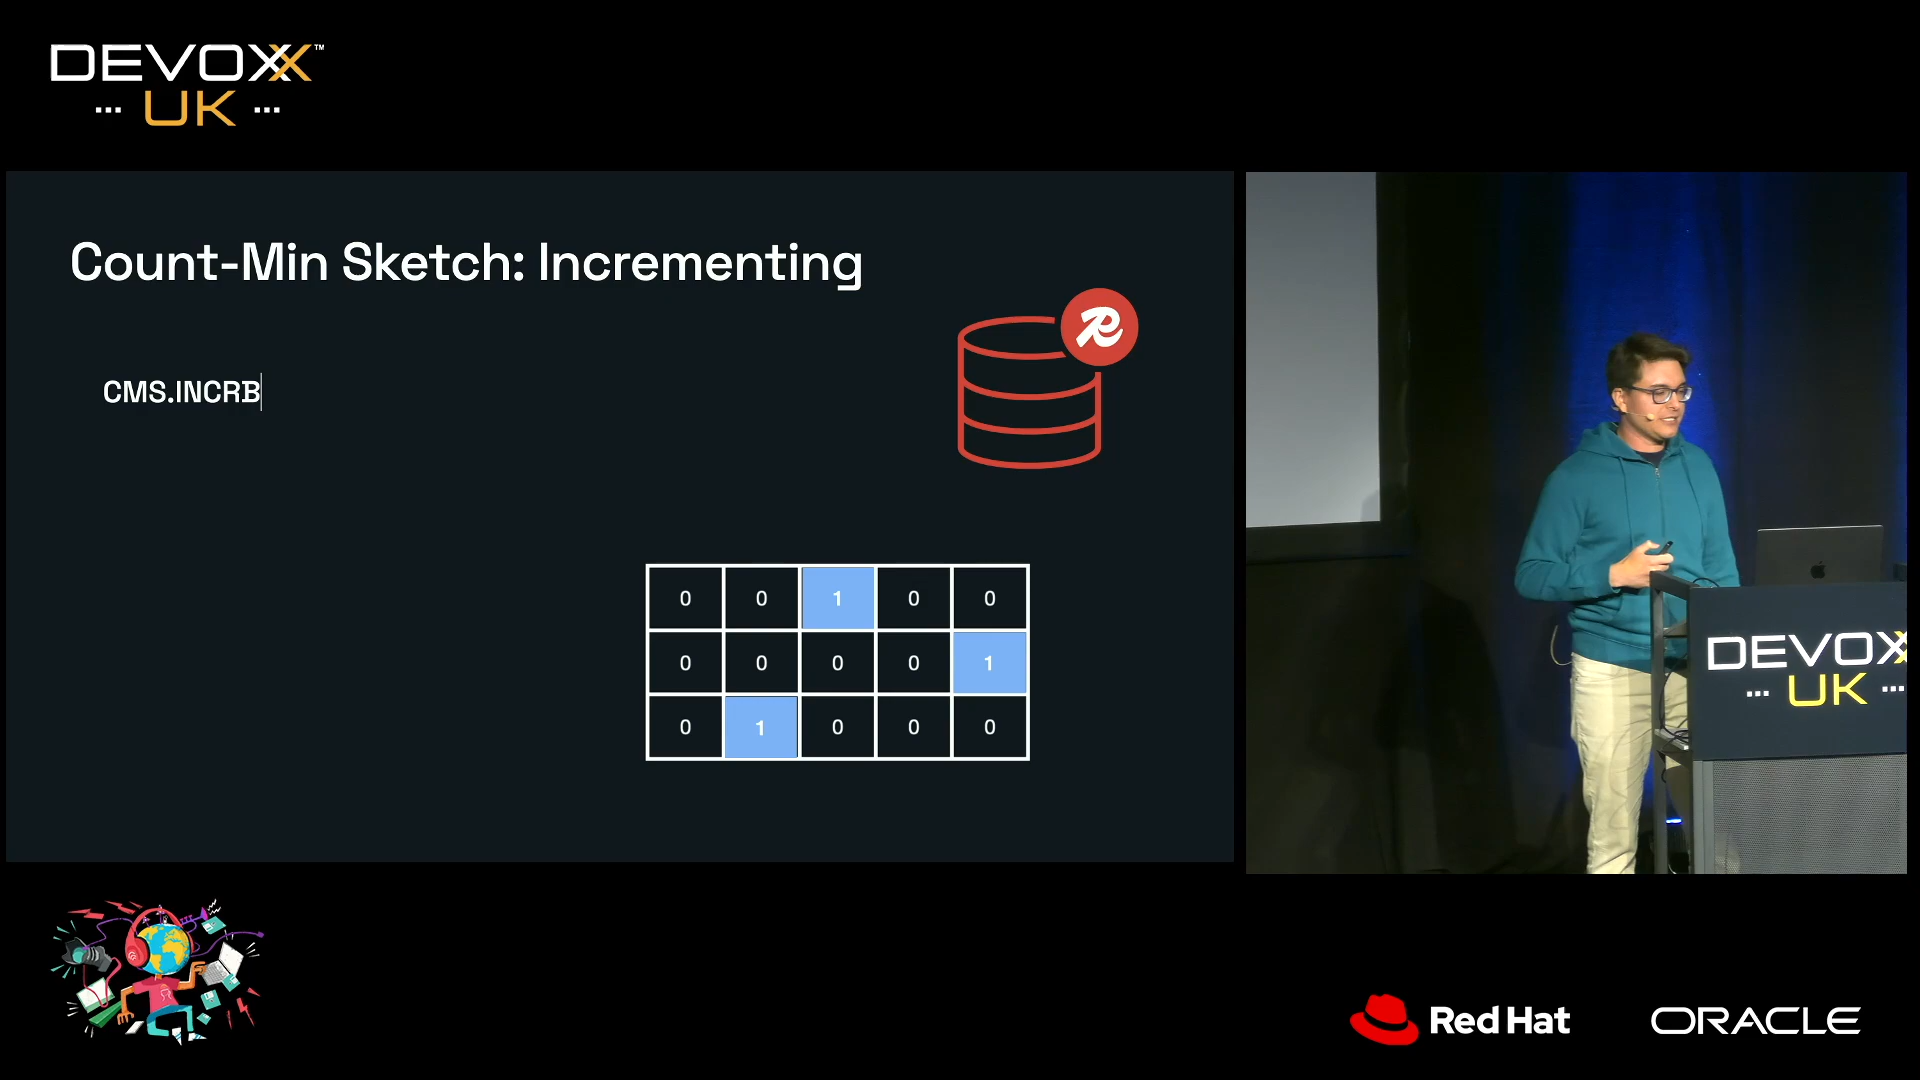 DEVOXX™
... UK ...
Count-Min Sketch: Incrementing
R
CMS.INCRB
0 0 1 0 0
0 0 0 0 1
0 1 0 0 0
DEVOXX
... UK ...
Red Hat
ORACLE